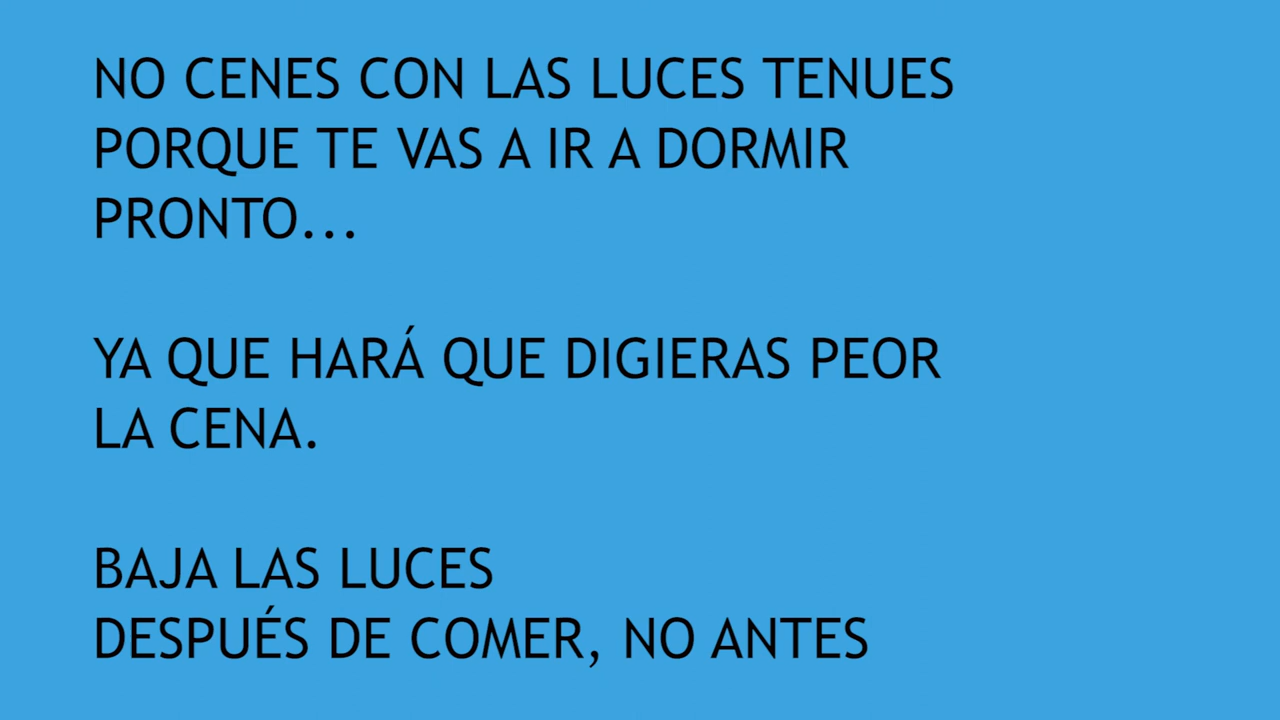 NO CENES CON LAS LUCES TENUES
PORQUE TE VAS A IR A DORMIR
PRONTO...
YA QUE HARÁ QUE DIGIERAS PEOR
LA CENA.
BAJA LAS LUCES
DESPUÉS DE COMER, NO ANTES